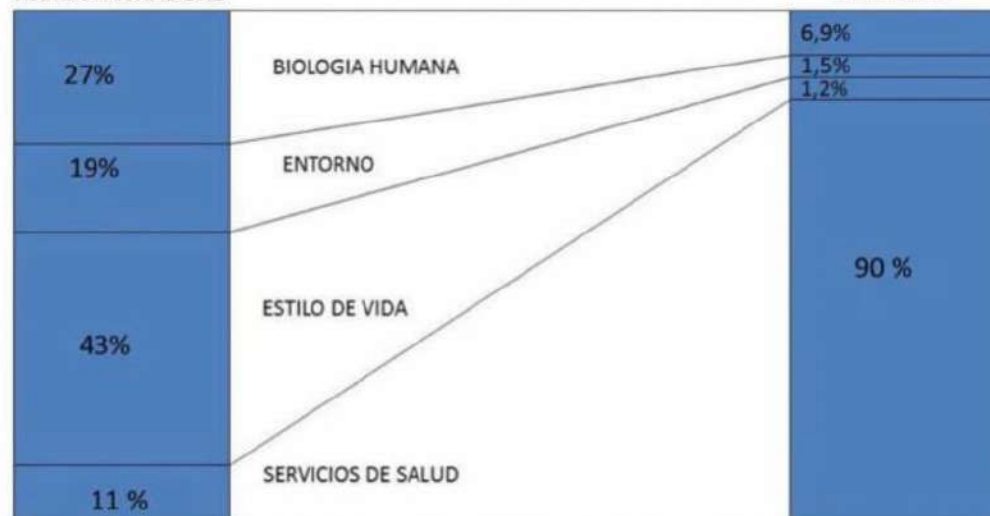 27%
BIOLOGIA HUMANA
6,9%
1,5%
1,2%
19%
ENTORNO
90 %
ESTILO DE VIDA
43%
SERVICIOS DE SALUD
11 %